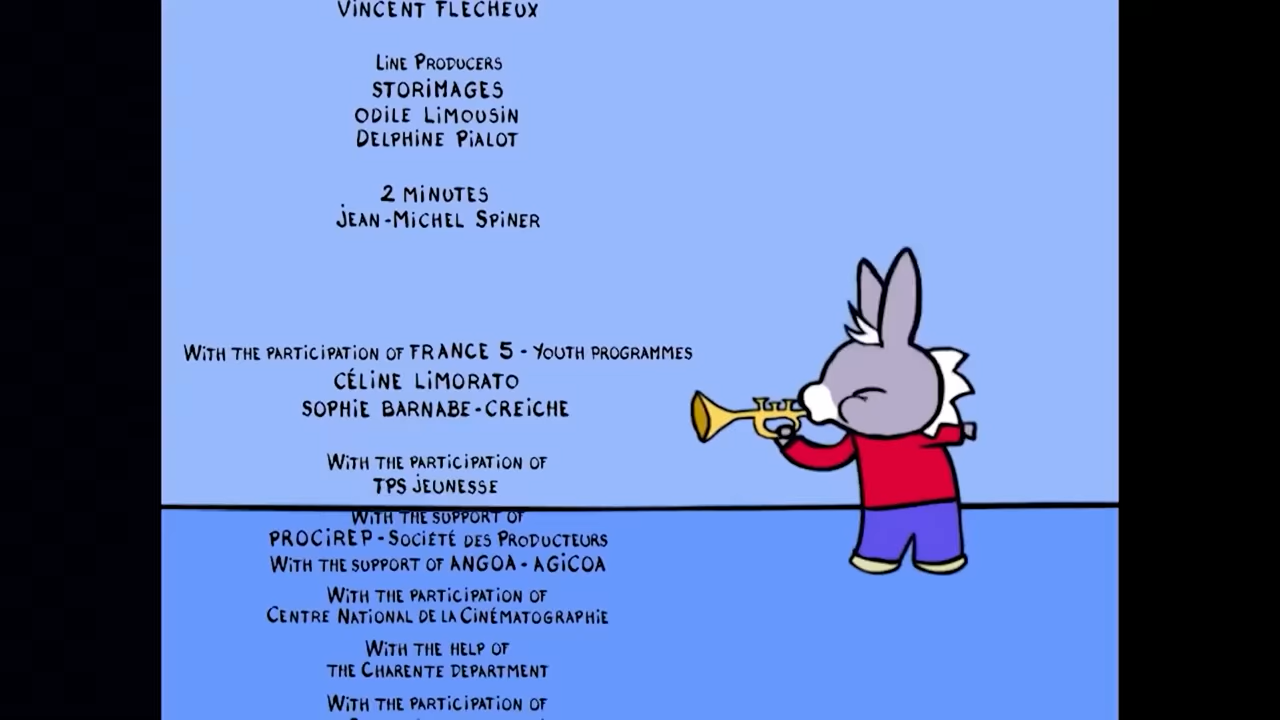 ViNCENT FLECHEUX
LiNE PRODUCERS
STORiMAGES
ODiLE LiMOUSiN
DELPHiNE PiALOT
2 MiNUTES
jEAN-MiCHEL SPiNER
WiTH THE PARTiCiPATiON OF FRANCE 5 - YOUTH PROGRAMMES
CÉLiNE LiMORATO
SOPHiE BARNABE-CREiCHE
WiTH THE PARTiCiPATiON OF
TPS jEUNESSE
WiTH THE SUPPORT OF
PROCiREP-SOCiÉTÉ DES PRODUCTEURS
WiTH THE SUPPORT OF ANGOA-AGiCOA
WiTH THE PARTiCiPATiON OF
CENTRE NATiONAL DE LA CiNÉMATOGRAPHiE
WiTH THE HELP OF
THE CHARENTE DEPARTMENT
WiTH THE PARTiCiPATiON OF